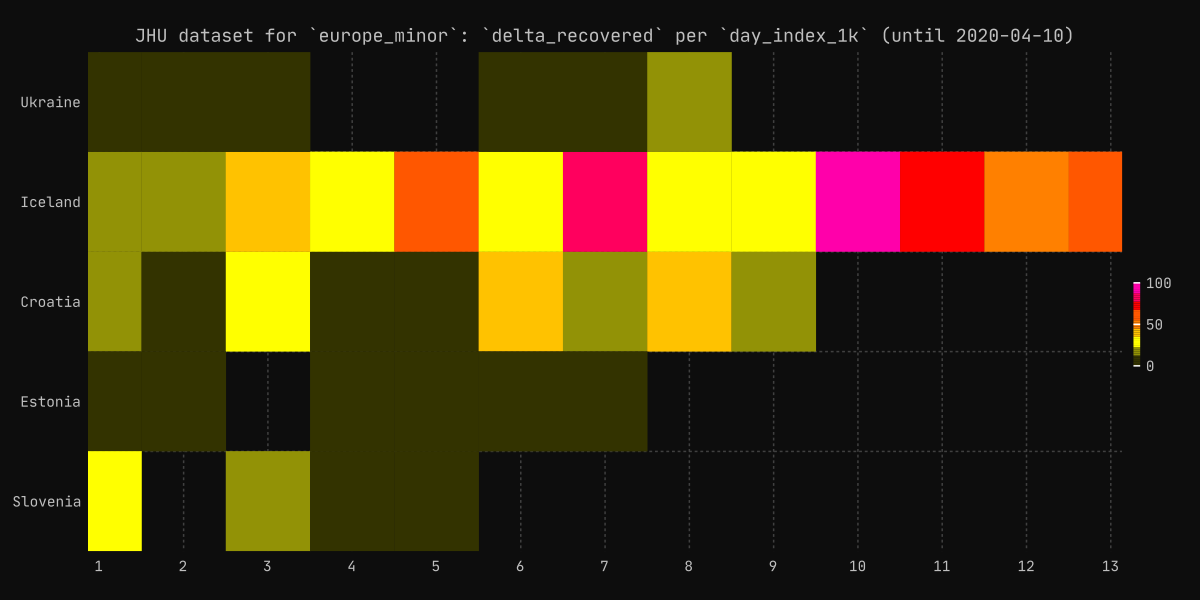 JHU dataset for `europe_minor`: `delta_recovered` per `day_index_1k` (until 2020-04-10)
Ukraine
Iceland
Croatia
Estonia
Slovenia
100
50
0
1 2 3 4 5 6 7 8 9 10 11 12 13